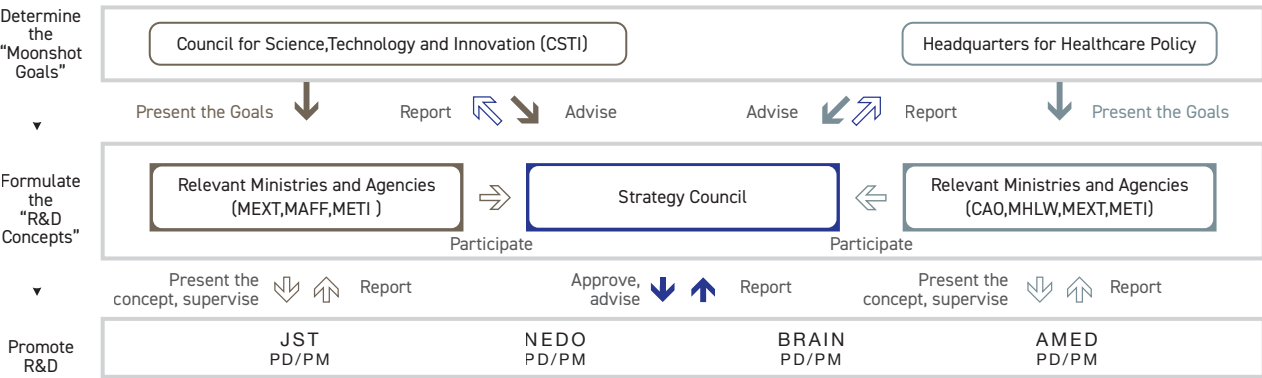 Determine
the
“Moonshot
Goals”
Council for Science,Technology and Innovation (CSTI)
Headquarters for Healthcare Policy
Present the Goals
Report
Advise
Advise
Report
Present the Goals
Formulate
the
“R&D
Concepts”
Relevant Ministries and Agencies
(MEXT,MAFF,METI )
Strategy Council
Relevant Ministries and Agencies
(CAO,MHLW,MEXT,METI)
Participate
Participate
Present the
concept, supervise
Report
Approve,
advise
Report
Present the
concept, supervise
Report
Promote
R&D
JST
PD/PM
NEDO
PD/PM
BRAIN
PD/PM
AMED
PD/PM